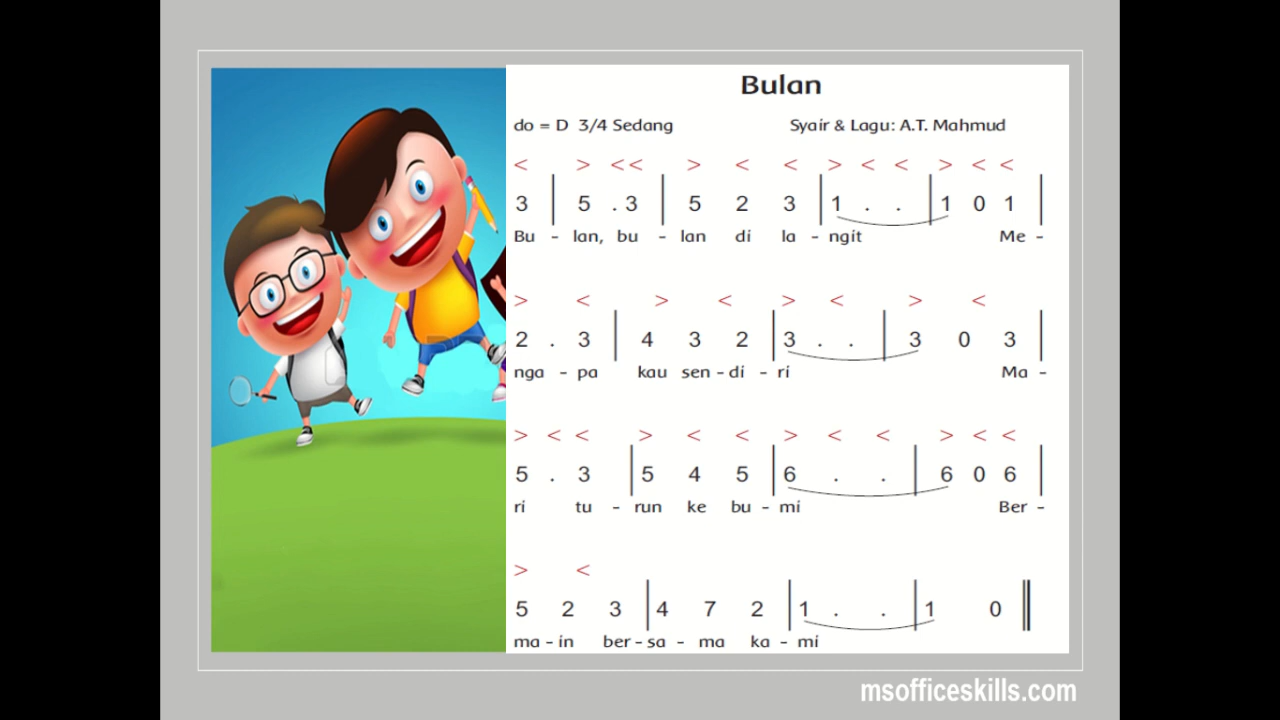 Bulan
do = D 3/4 Sedang Syair & Lagu: A.T. Mahmud
< > < < > < < > < < > < <
3 | 5 . 3 | 5 2 3 | 1 . . | 1 0 1 |
Bu - lan, bu - lan di la - ngit Me -
> < > < > < > <
2 . 3 | 4 3 2 | 3 . . | 3 0 3 |
nga - pa kau sen - di - ri Ma -
> < < > < < > < < > < <
5 . 3 | 5 4 5 | 6 . . | 6 0 6 |
ri tu - run ke bu - mi Ber -
> <
5 2 3 | 4 7 2 | 1 . . | 1 0 ||
ma - in ber - sa - ma ka - mi
msofficeskills.com